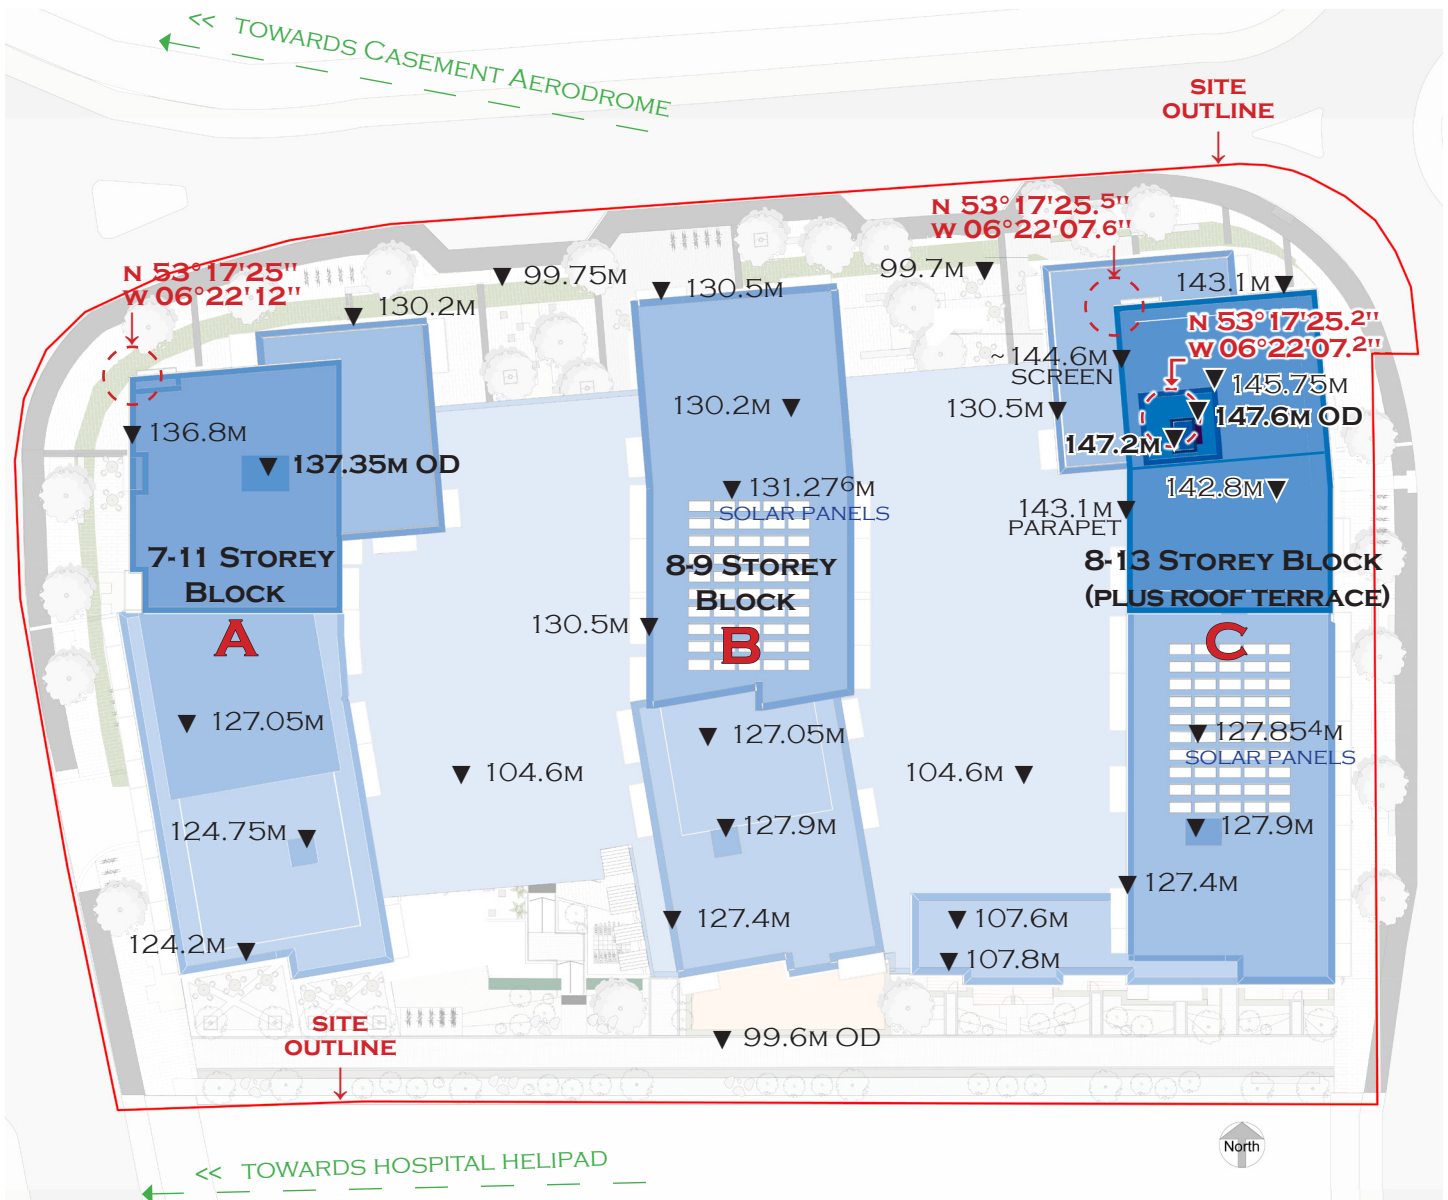 << TOWARDS CASEMENT AERODROME
SITE
OUTLINE
N 53°17'25.5"
W 06°22'07.6"
N 53°17'25"
W 06°22'12"
99.75M
99.7M
143.1M
130.2M
130.5M
N 53°17'25.2"
W 06°22'07.2"
~144.6M
SCREEN
145.75M
130.2M
130.5M
147.6M OD
136.8M
147.2M
137.35M OD
131.276M
SOLAR PANELS
142.8M
143.1M
PARAPET
7-11 STOREY
BLOCK
A
8-9 STOREY
BLOCK
B
8-13 STOREY BLOCK
(PLUS ROOF TERRACE)
C
130.5M
127.05M
127.05M
127.854M
SOLAR PANELS
104.6M
104.6M
124.75M
127.9M
127.9M
127.4M
127.4M
107.6M
124.2M
107.8M
SITE
OUTLINE
99.6M OD
North
<< TOWARDS HOSPITAL HELIPAD